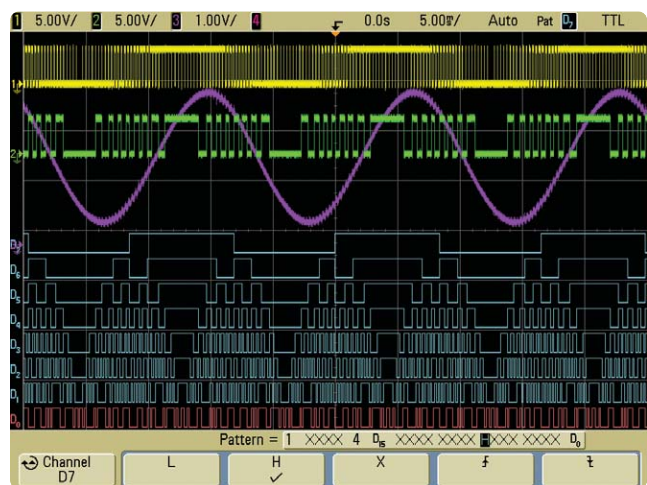 1 5.00V/ 2 5.00V/ 3 1.00V/ 4 0.0s 5.00㎳/ Auto Pat D7 TTL
1
2
D7
D6
D5
D4
D3
D2
D1
D0
Pattern = 1 XXXX 4 D15 XXXX XXXX HXXX XXXX D0
Channel L H X
D7